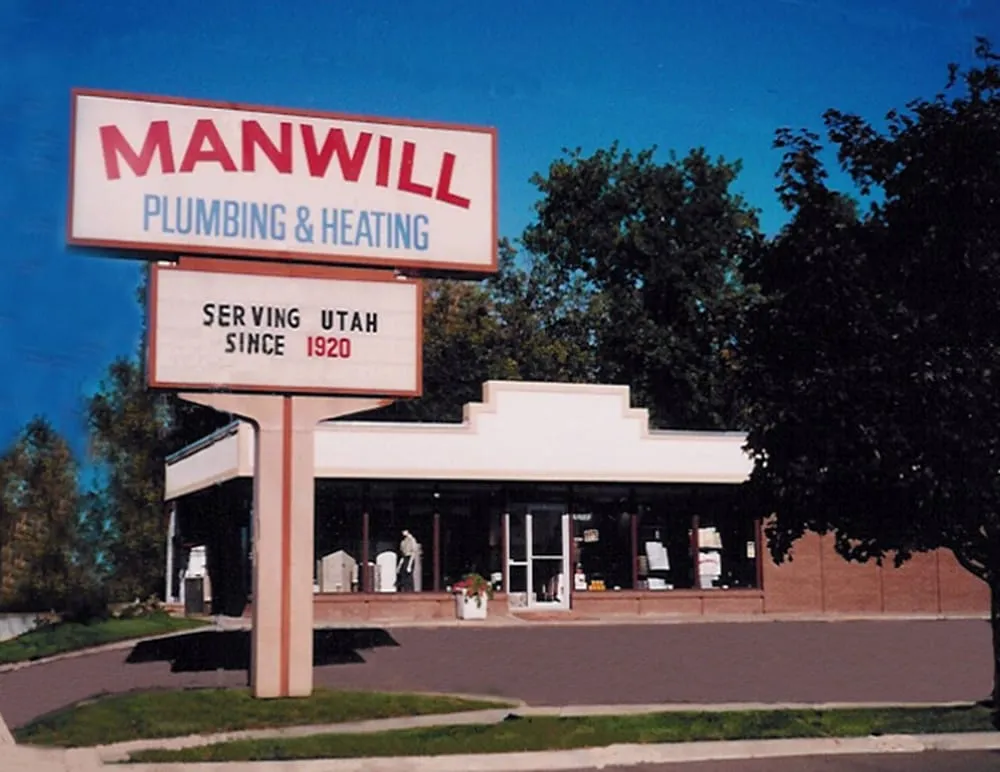 MANWILL
PLUMBING & HEATING
SERVING UTAH
SINCE 1920